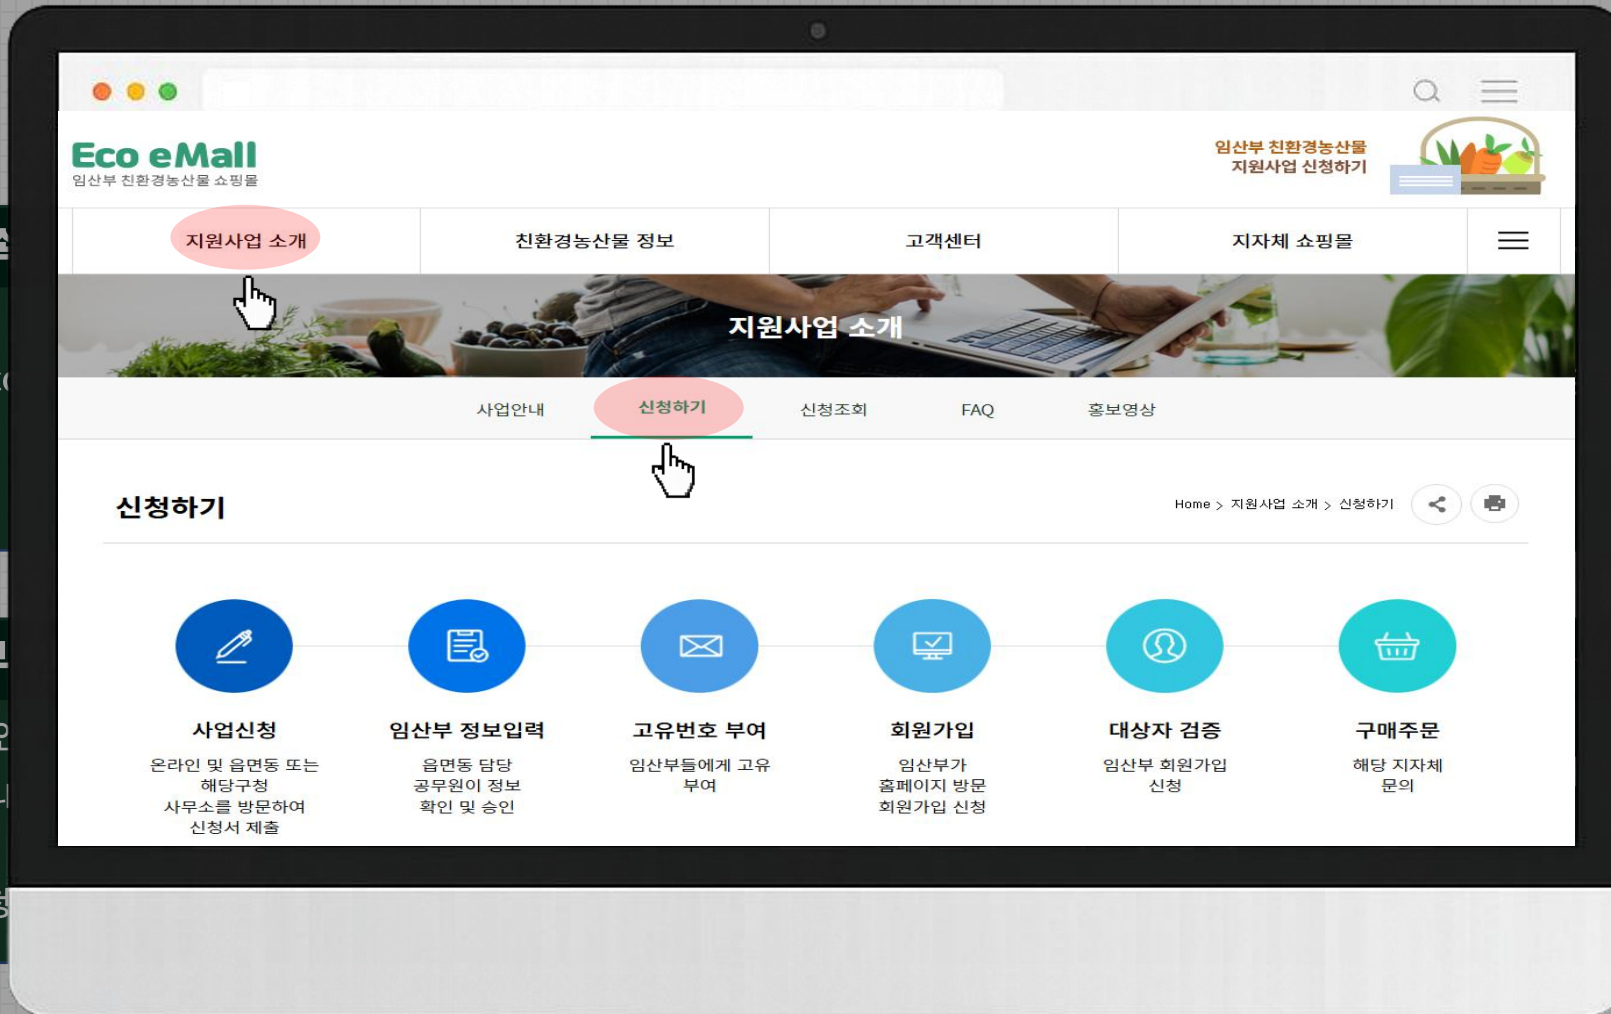 Eco eMall
임산부 친환경농산물 쇼핑몰
임산부 친환경농산물
지원사업 신청하기
지원사업 소개
친환경농산물 정보
고객센터
지자체 쇼핑몰
지원사업 소개
사업안내
신청하기
신청조회
FAQ
홍보영상
신청하기
Home > 지원사업 소개 > 신청하기
사업신청
온라인 및 읍면동 또는
해당구청
사무소를 방문하여
신청서 제출
임산부 정보입력
읍면동 담당
공무원이 정보
확인 및 승인
고유번호 부여
임산부들에게 고유
부여
회원가입
임산부가
홈페이지 방문
회원가입 신청
대상자 검증
임산부 회원가입
신청
구매주문
해당 지자체
문의